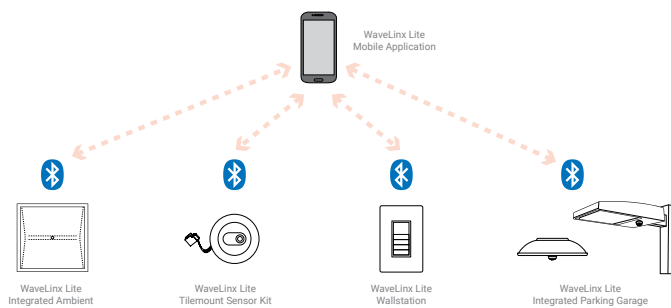 WaveLinx Lite
Mobile Application
WaveLinx Lite
Integrated Ambient
WaveLinx Lite
Tilemount Sensor Kit
WaveLinx Lite
Wallstation
WaveLinx Lite
Integrated Parking Garage